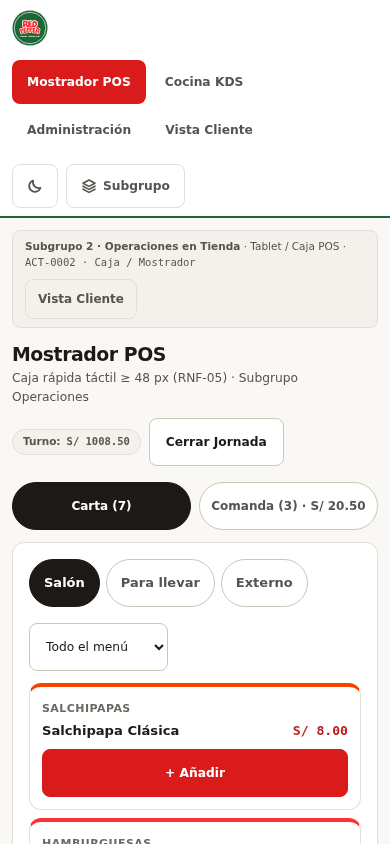 RED
Mostrador POS
Cocina KDS
Administración
Vista Cliente
Subgrupo
Subgrupo 2 · Operaciones en Tienda · Tablet / Caja POS ·
ACT-0002 · Caja / Mostrador
Vista Cliente
Mostrador POS
Caja rápida táctil ≥ 48 px (RNF-05) · Subgrupo
Operaciones
Turno: S/ 1008.50
Cerrar Jornada
Carta (7)
Comanda (3) · S/ 20.50
Salón
Para llevar
Externo
Todo el menú
SALCHIPAPAS
Salchipapa Clásica
S/ 8.00
+ Añadir
HAMBURGUESAS